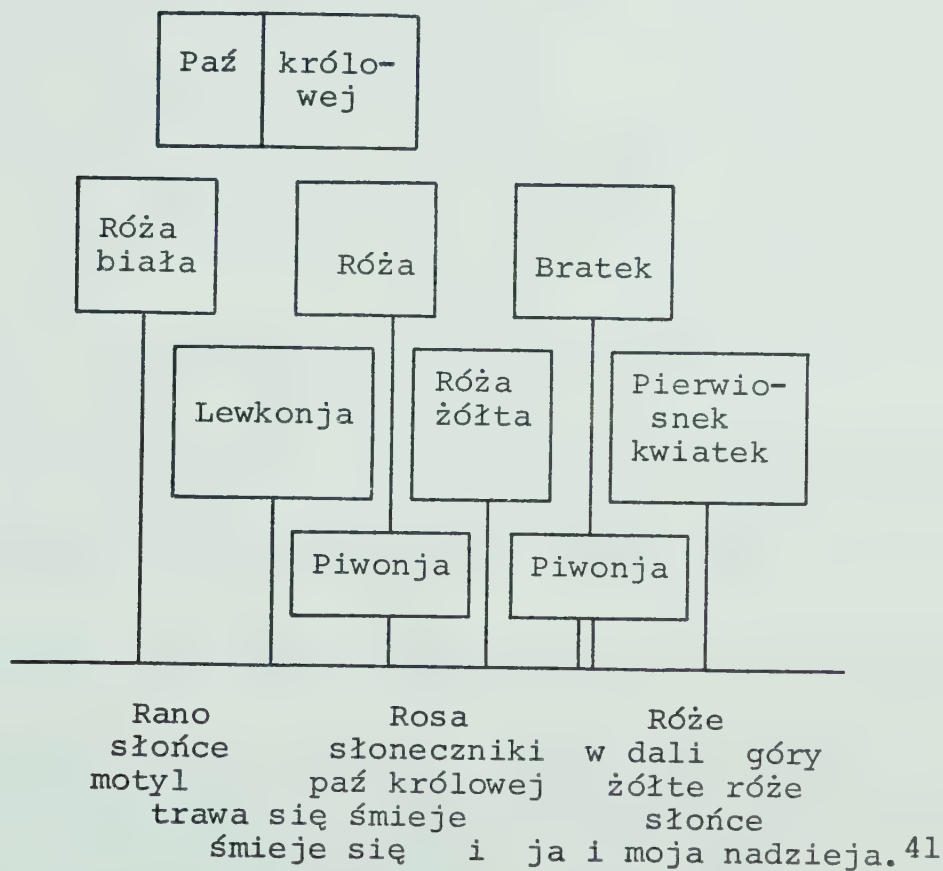 Paź królo-
wej
Róża
biała
Róża
Bratek
Lewkonja
Róża
żółta
Pierwio-
snek
kwiatek
Piwonja
Piwonja
Rano Rosa Róże
słońce słoneczniki w dali góry
motyl paź królowej żółte róże
trawa się śmieje słońce
śmieje się i ja i moja nadzieja.41